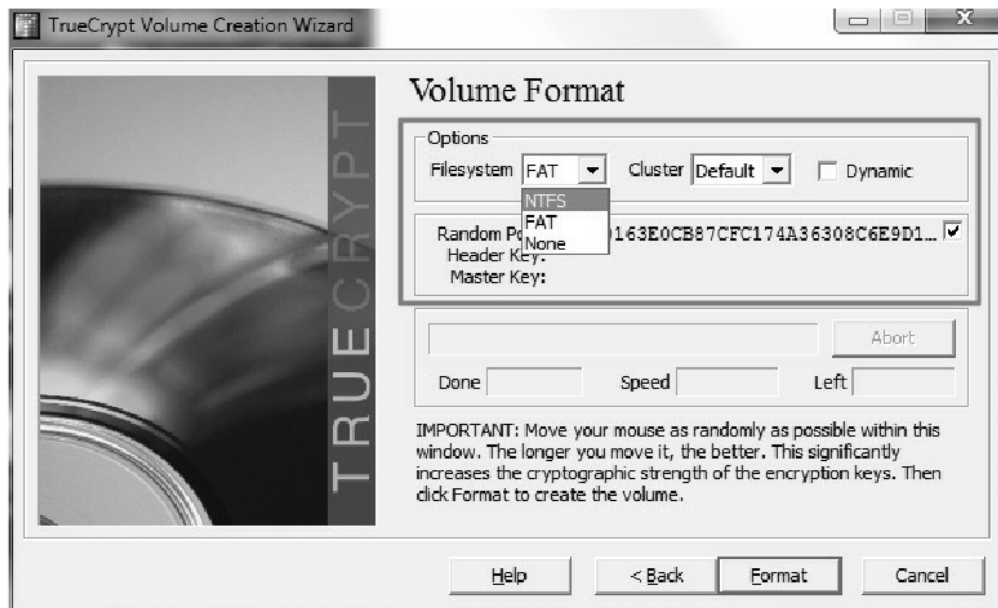 TrueCrypt Volume Creation Wizard
TRUECRYPT
Volume Format
Options
Filesystem FAT Cluster Default Dynamic
NTFS
FAT
None
Random 163E0CB87CFC174A36308C6E9D1...
Header Key:
Master Key:
Abort
Done Speed Left
IMPORTANT: Move your mouse as randomly as possible within this
window. The longer you move it, the better. This significantly
increases the cryptographic strength of the encryption keys. Then
click Format to create the volume.
Help < Back Format Cancel